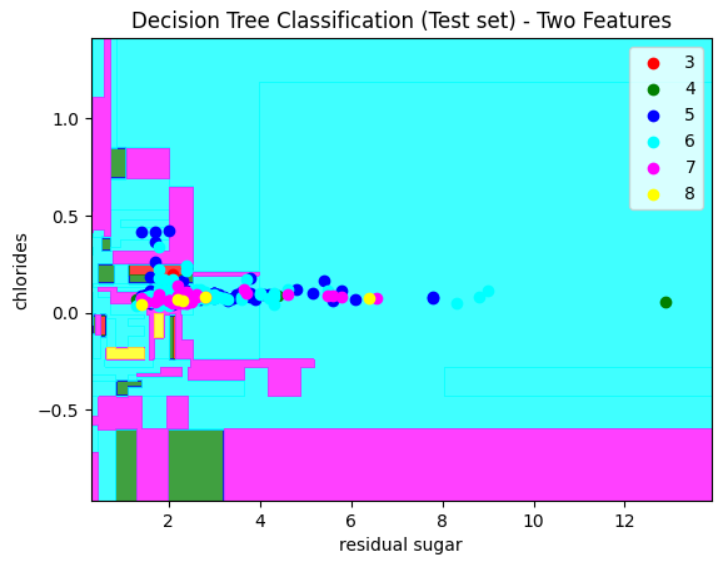 Decision Tree Classification (Test set) - Two Features
3
4
5
6
7
8
chlorides
1.0
0.5
0.0
−0.5
2 4 6 8 10 12
residual sugar